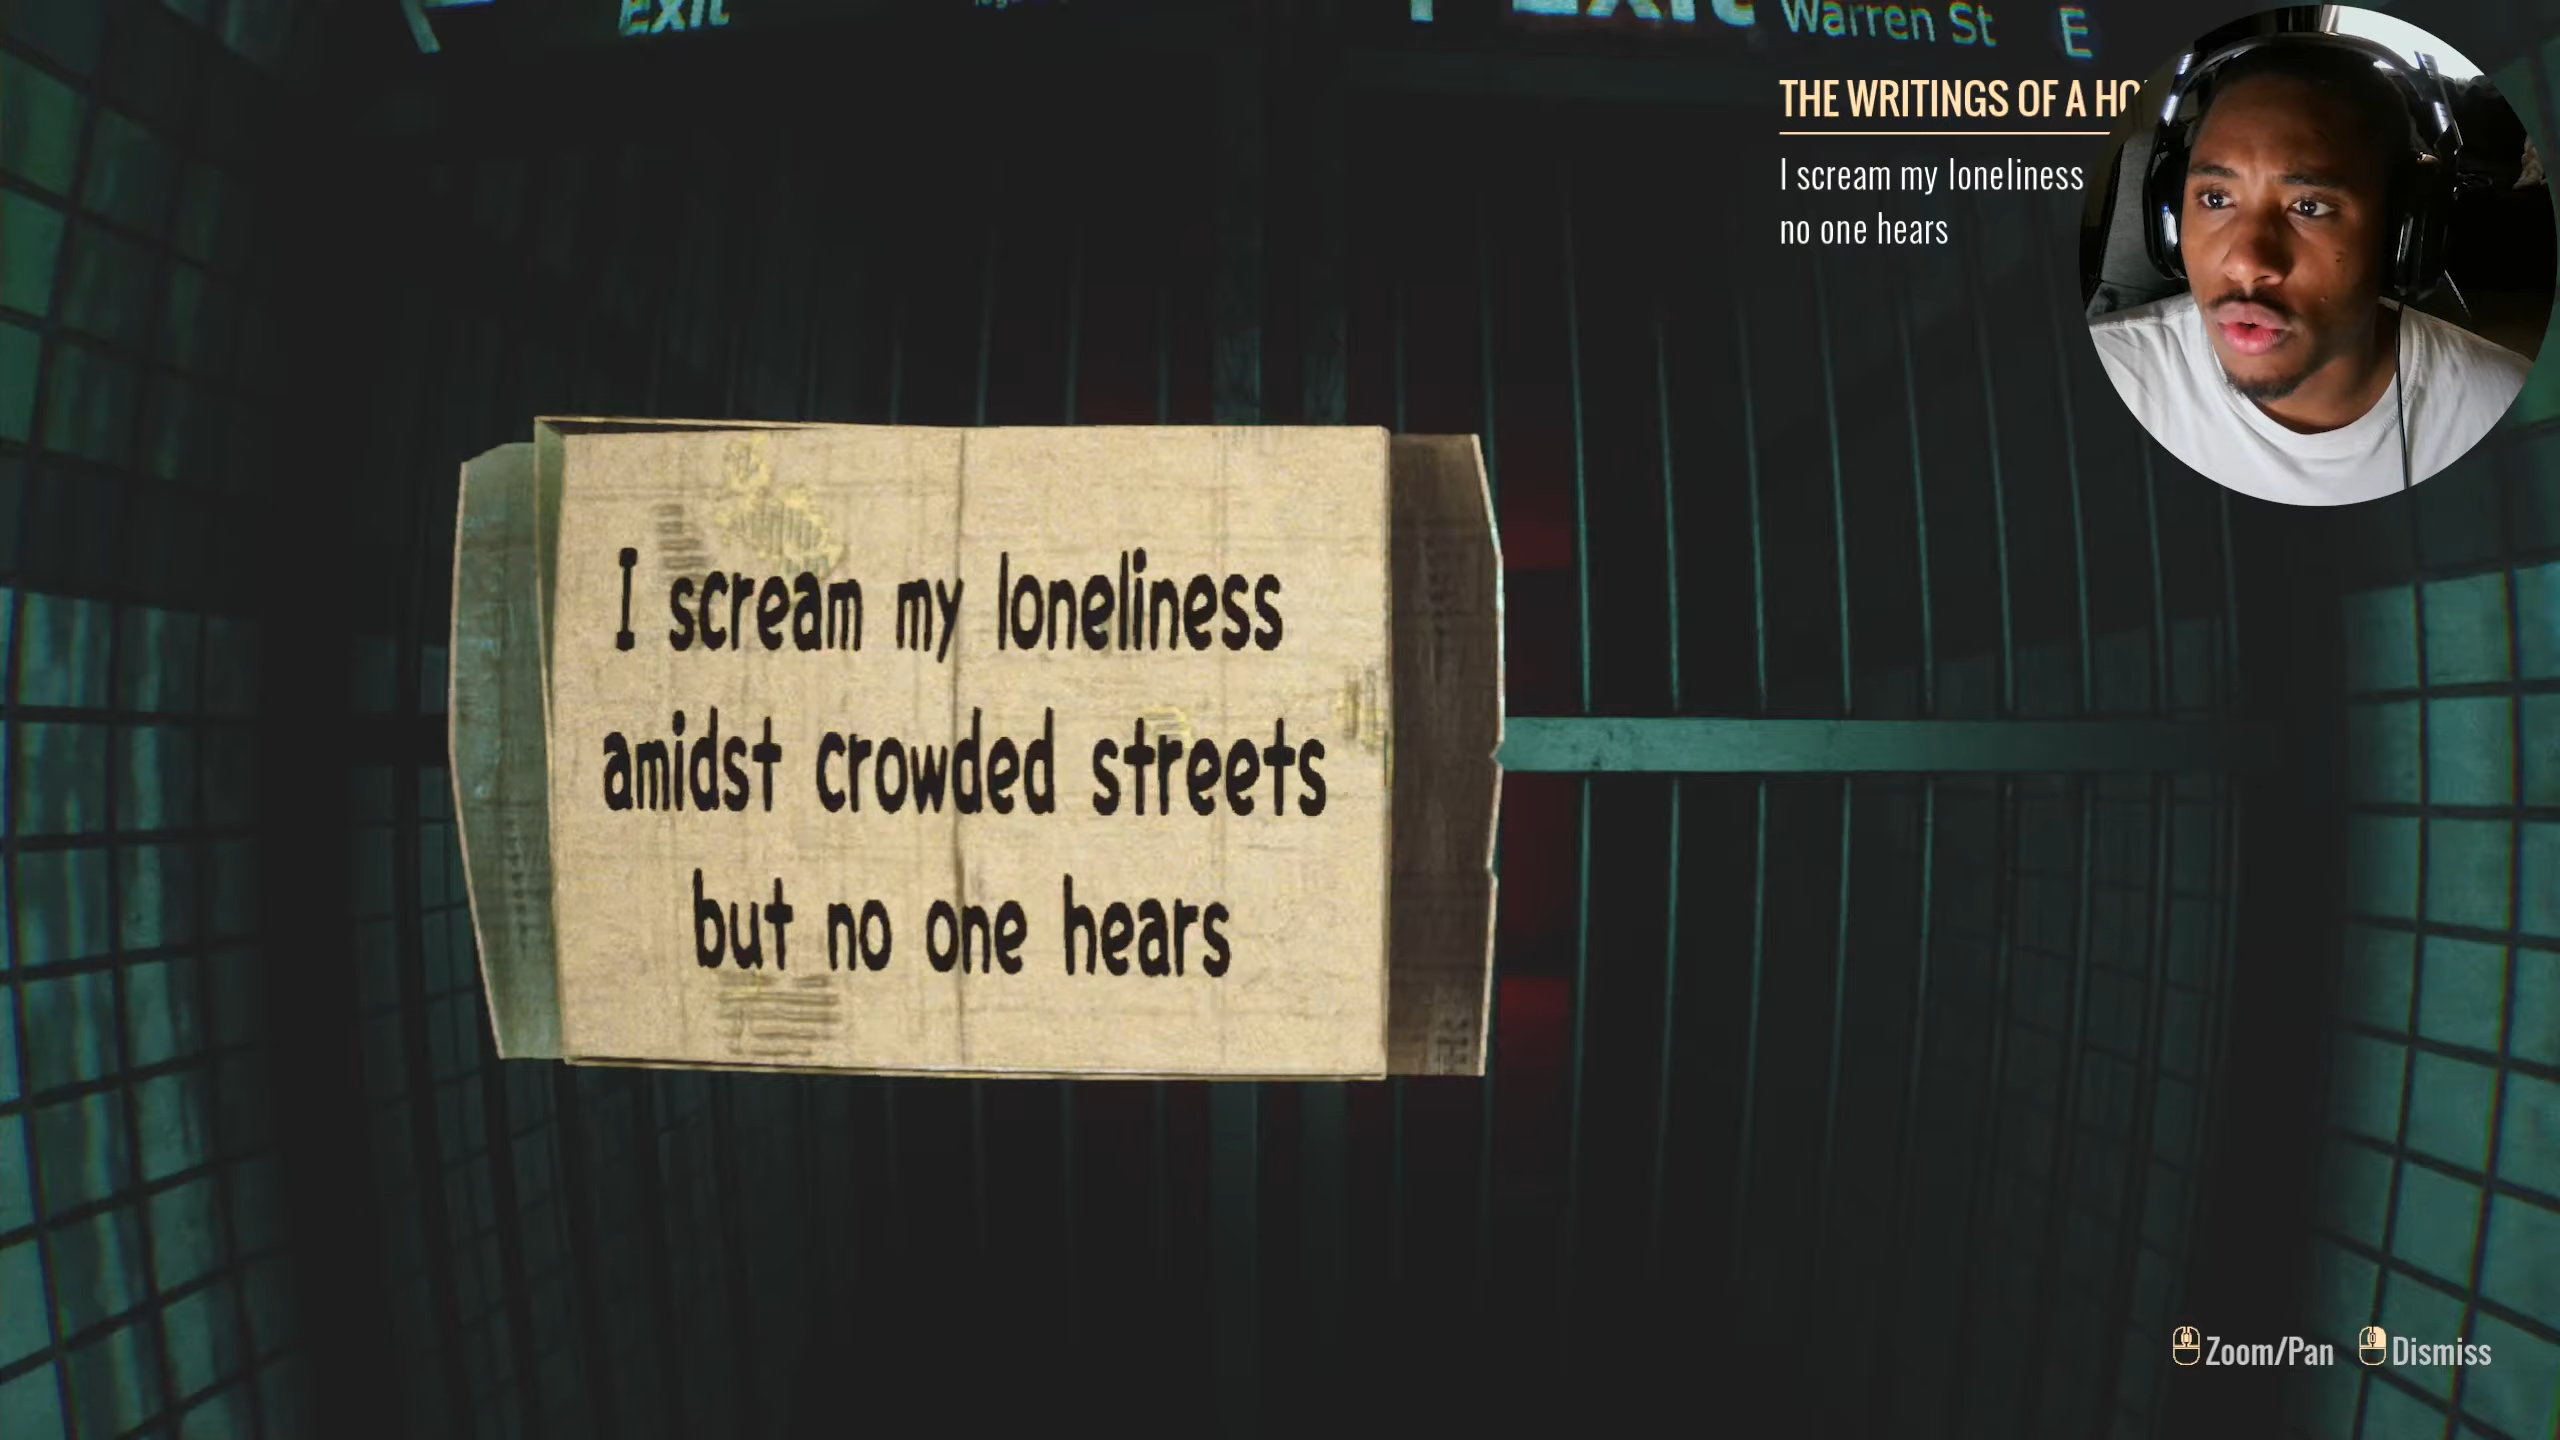 Exit
Exit
Warren St
E
THE WRITINGS OF A HO
I scream my loneliness
no one hears
I scream my loneliness
amidst crowded streets
but no one hears
Zoom/Pan
Dismiss